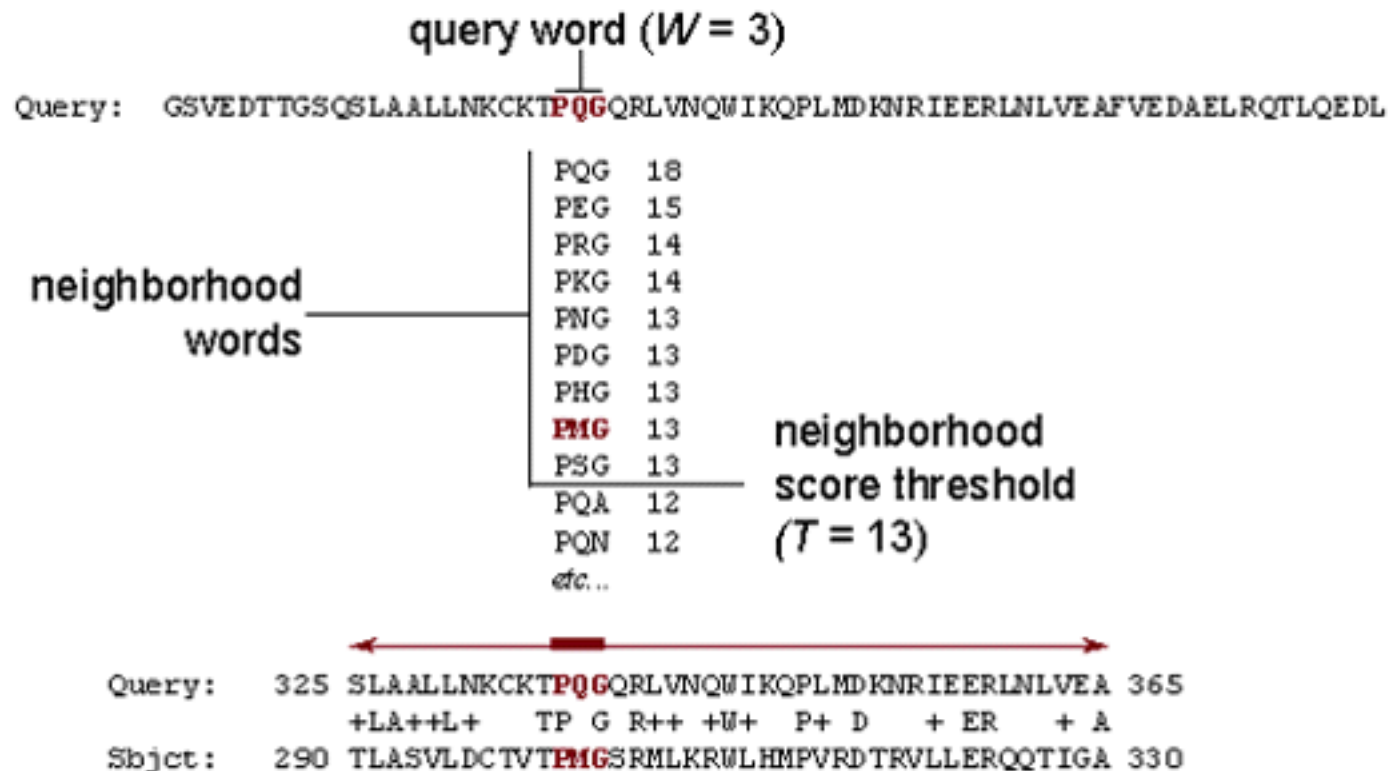 query word (W = 3)
Query: GSVEDTTGSQSLAALLNKCKTPQGQRLVNQWIKQPLMDKNRIEERLNLVEAFVEDAELRQTLQEDL
PQG 18
PEG 15
PRG 14
PKG 14
PNG 13
PDG 13
PHG 13
PMG 13
PSG 13
PQA 12
PQN 12
etc...
neighborhood
words
neighborhood
score threshold
(T = 13)
Query: 325 SLAALLNKCKTPQGQRLVNQWIKQPLMDKNRIEERLNLVEA 365
+LA++L+ TP G R++ +W+ P+ D + ER + A
Sbjct: 290 TLASVLDCTVTPMGSRMLKRWLHMPVRDTRVLLERQQTIGA 330